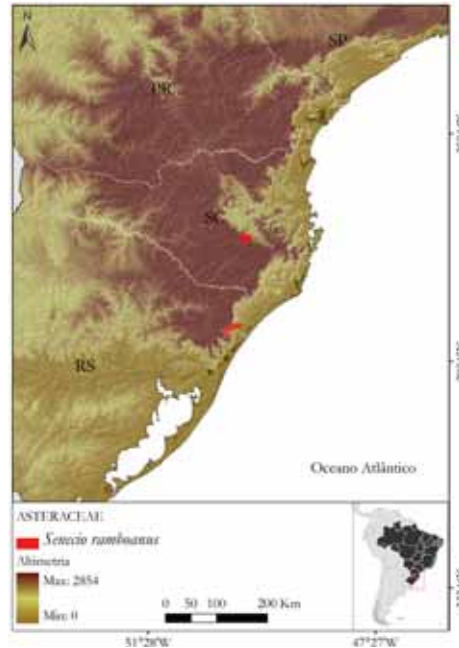 N
SP
PR
SC
RS
Oceano Atlântico
ASTERACEAE
Senecio ramboanus
Altimetria
Max: 2854
Min: 0
0 50 100 200 Km
51°28'W 47°27'W